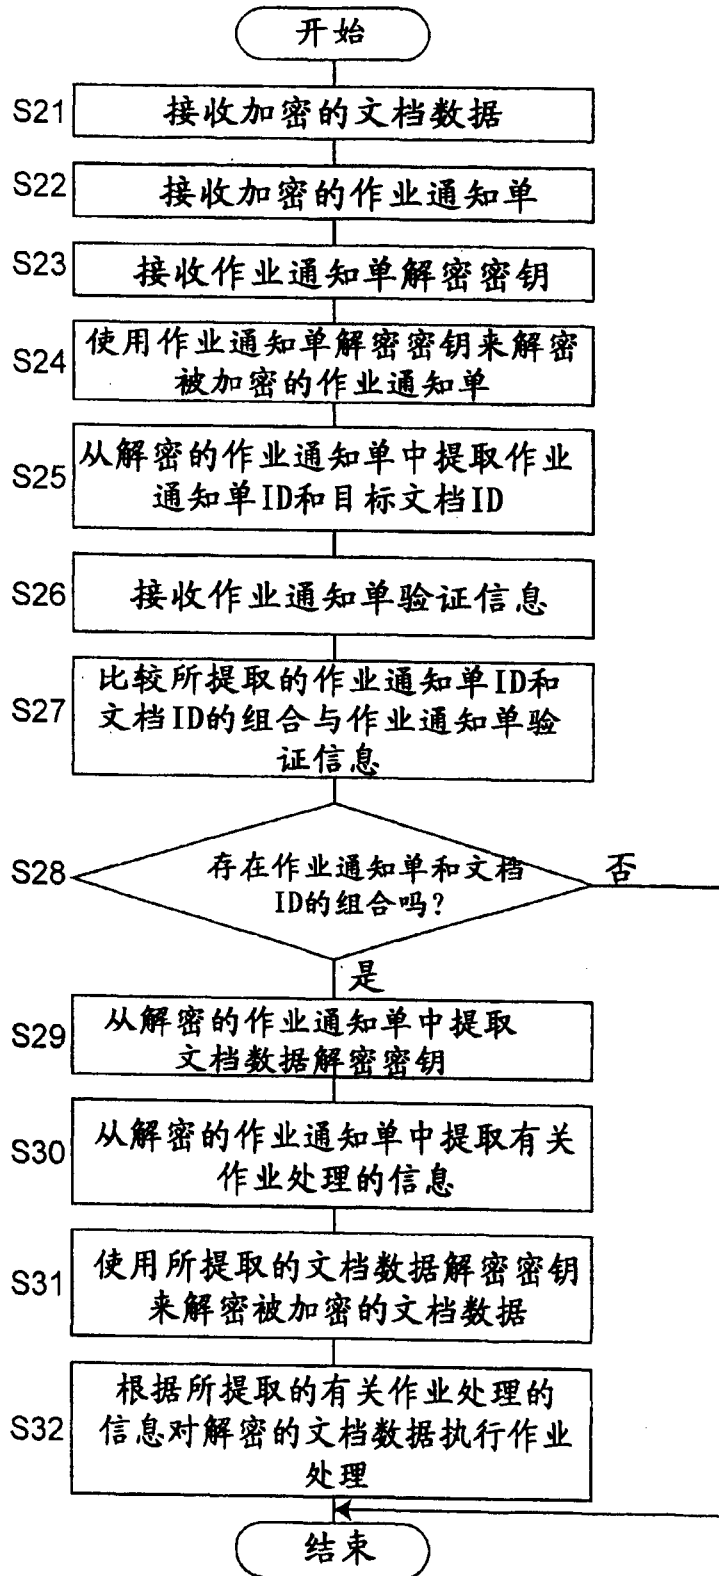 开始
S21
接收加密的文档数据
S22
接收加密的作业通知单
S23
接收作业通知单解密密钥
S24
使用作业通知单解密密钥来解密
被加密的作业通知单
S25
从解密的作业通知单中提取作业
通知单ID和目标文档ID
S26
接收作业通知单验证信息
S27
比较所提取的作业通知单ID和
文档ID的组合与作业通知单验
证信息
S28
存在作业通知单和文档
ID的组合吗?
否
是
S29
从解密的作业通知单中提取
文档数据解密密钥
S30
从解密的作业通知单中提取有关
作业处理的信息
S31
使用所提取的文档数据解密密钥
来解密被加密的文档数据
S32
根据所提取的有关作业处理的
信息对解密的文档数据执行作业
处理
结束